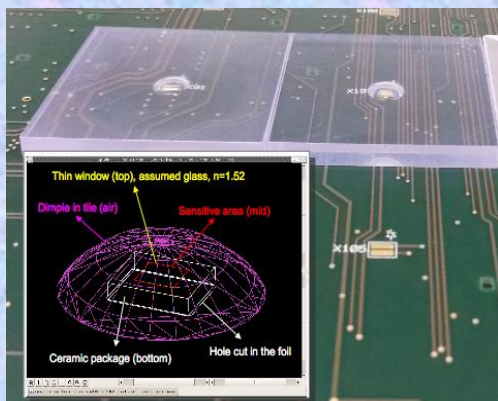 X105
Thin window (top), assumed glass, n=1.52
Dimple in tile (air)
Sensitive area (mid)
Ceramic package (bottom)
Hole cut in the foil